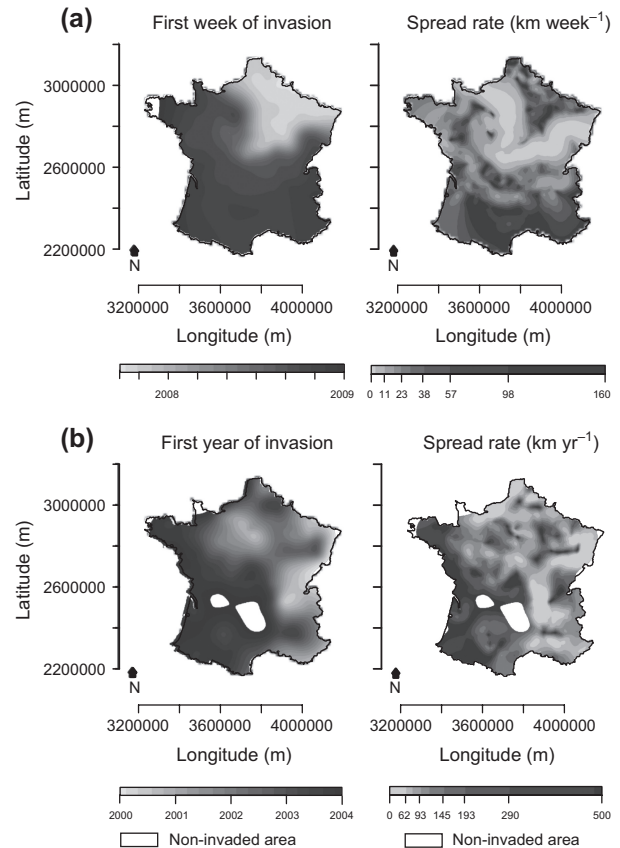 (a) First week of invasion Spread rate (km week⁻¹)
Latitude (m)
3000000
2600000
2200000
N N
3200000 3600000 4000000 3200000 3600000 4000000
Longitude (m) Longitude (m)
2008 2009 0 11 23 38 57 98 160
(b) First year of invasion Spread rate (km yr⁻¹)
Latitude (m)
3000000
2600000
2200000
N N
3200000 3600000 4000000 3200000 3600000 4000000
Longitude (m) Longitude (m)
2000 2001 2002 2003 2004 0 62 93 145 193 290 500
Non-invaded area Non-invaded area